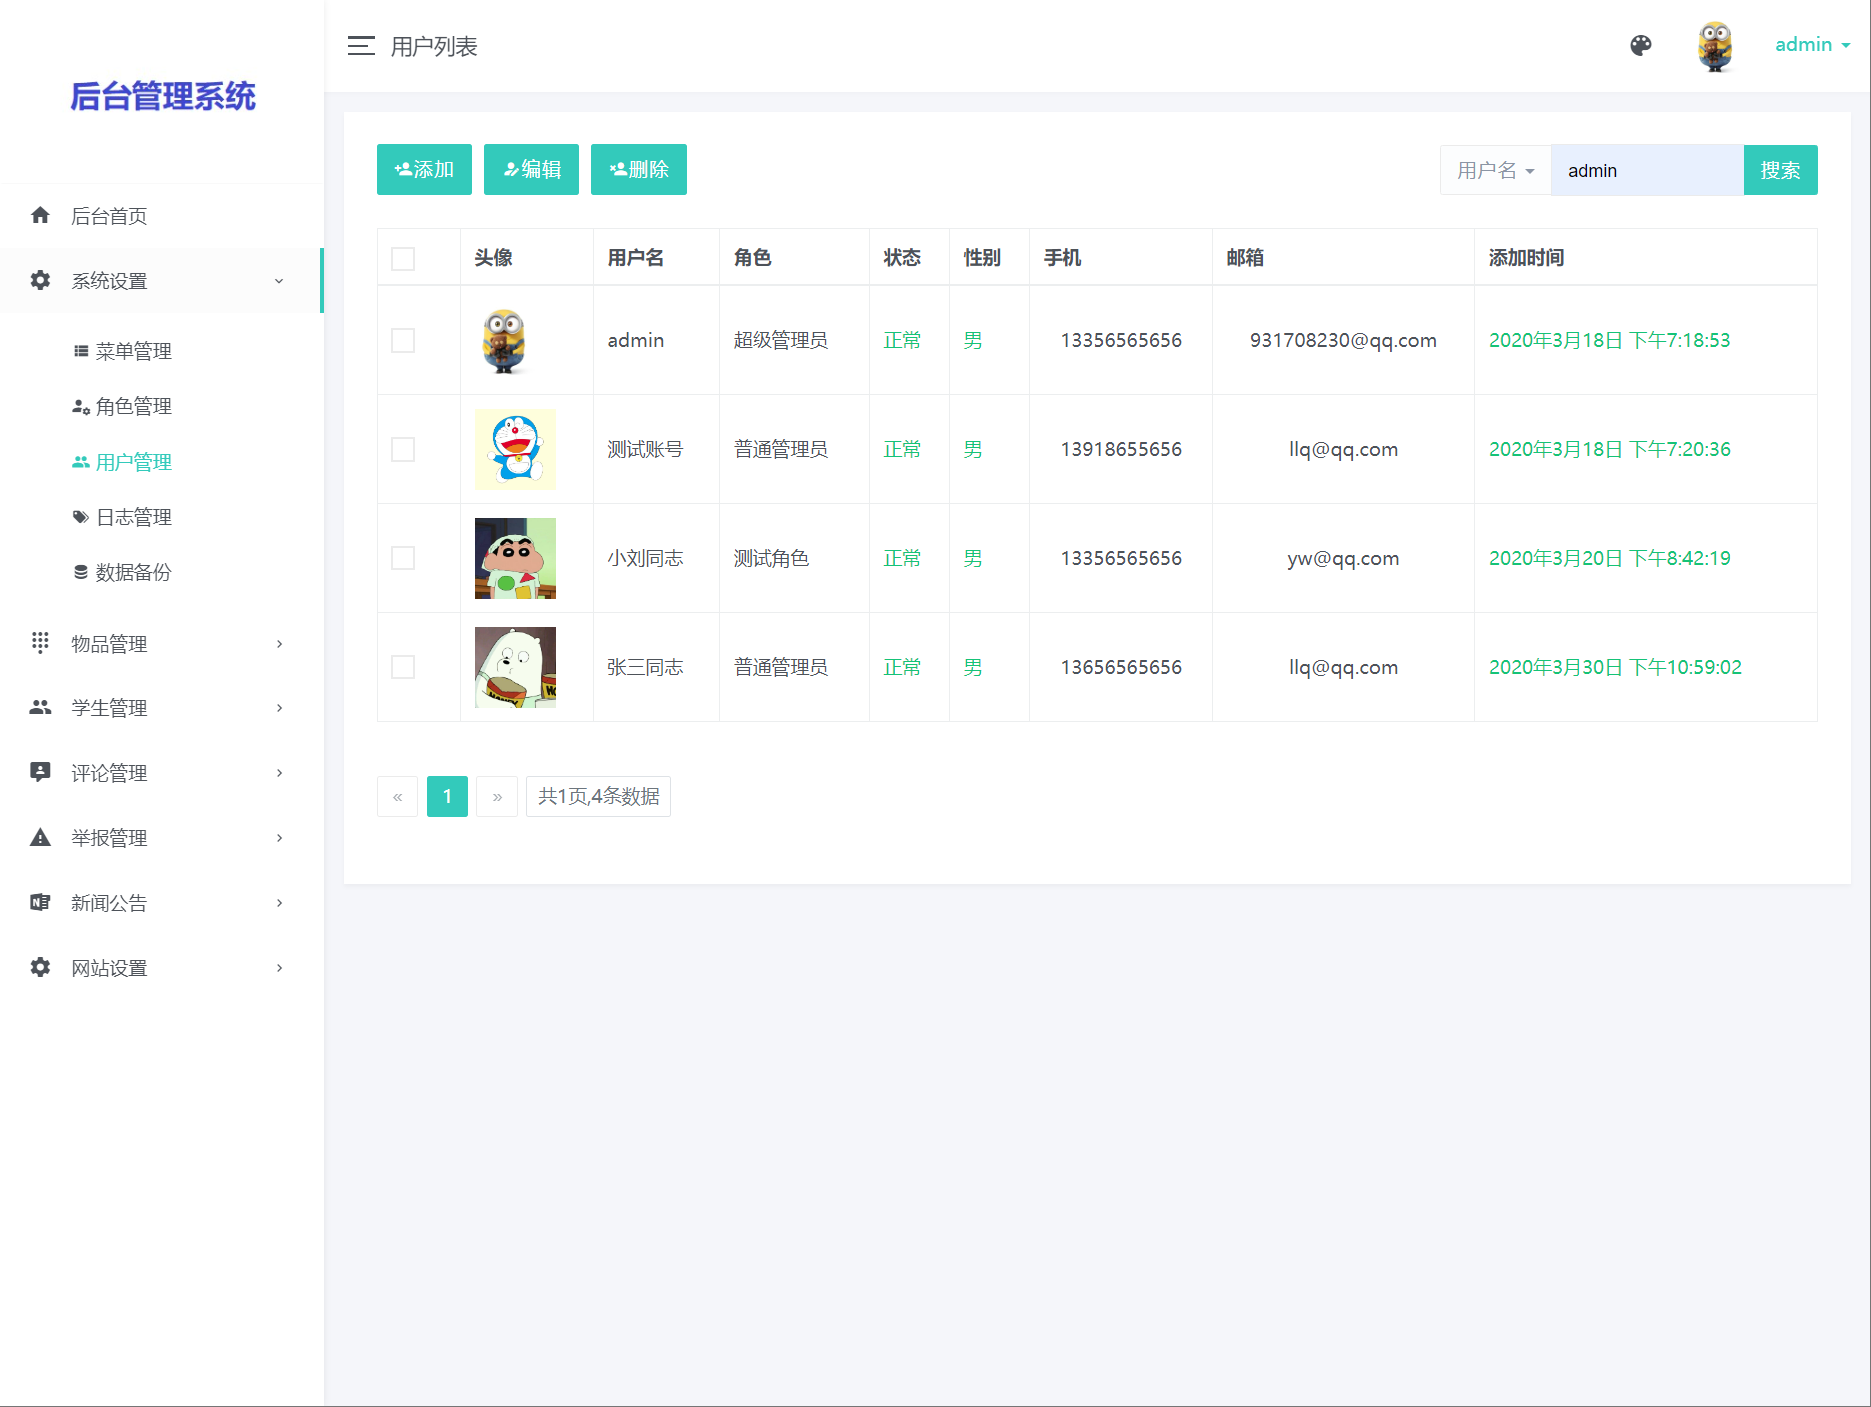 后台管理系统
后台首页
系统设置
菜单管理
角色管理
用户管理
日志管理
数据备份
物品管理
学生管理
评论管理
举报管理
新闻公告
网站设置
用户列表
admin
添加 编辑 删除
用户名 admin 搜索
头像 用户名 角色 状态 性别 手机 邮箱 添加时间
admin 超级管理员 正常 男 13356565656 931708230@qq.com 2020年3月18日 下午7:18:53
测试账号 普通管理员 正常 男 13918655656 llq@qq.com 2020年3月18日 下午7:20:36
小刘同志 测试角色 正常 男 13356565656 yw@qq.com 2020年3月20日 下午8:42:19
张三同志 普通管理员 正常 男 13656565656 llq@qq.com 2020年3月30日 下午10:59:02
« 1 » 共1页,4条数据